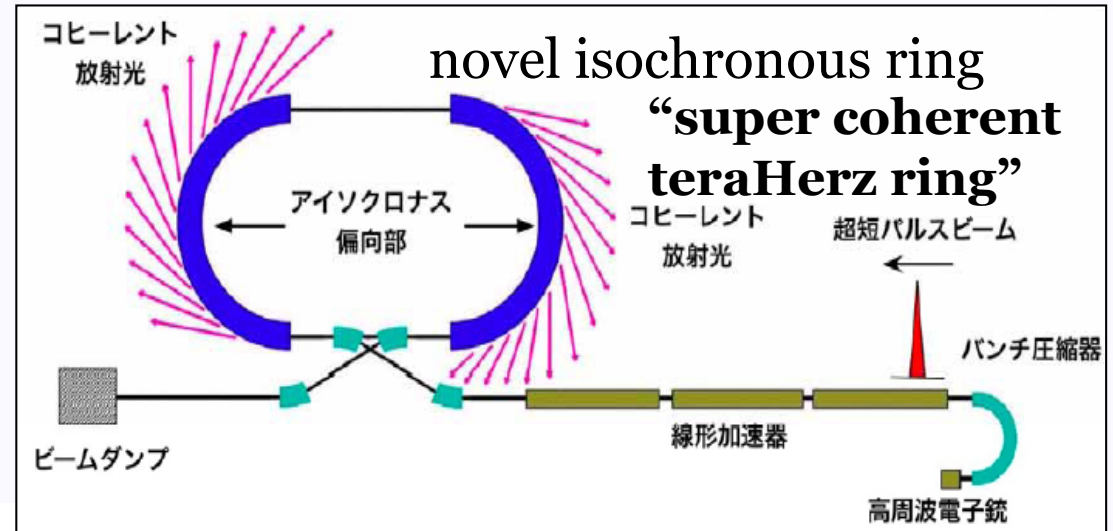 コヒーレント
放射光
novel isochronous ring
“super coherent
teraHerz ring”
アイソクロナス
偏向部
コヒーレント
放射光
超短パルスビーム
バンチ圧縮器
線形加速器
ビームダンプ
高周波電子銃